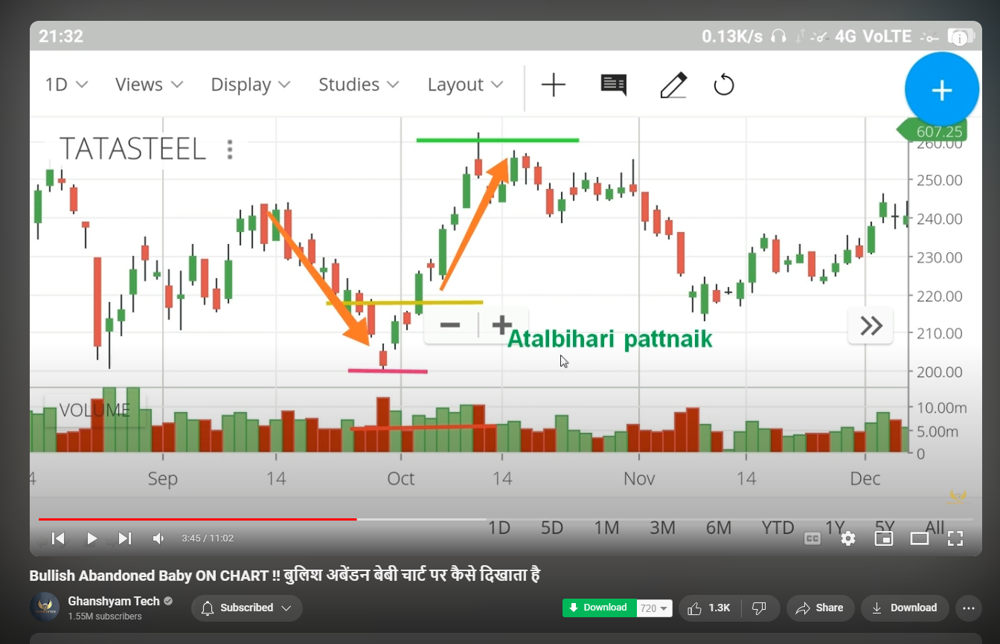 21:32 0.13K/s 4G VoLTE
1D Views Display Studies Layout
TATASTEEL
607.25
260.00
250.00
240.00
230.00
220.00
210.00
200.00
Atalbihari pattnaik
VOLUME
10.00m
5.00m
0
4 Sep 14 Oct 14 Nov 14 Dec
1D 5D 1M 3M 6M YTD 1Y 5Y All
3:45 / 11:02
CC
Bullish Abandoned Baby ON CHART !! बुलिश अबेंडन बेबी चार्ट पर कैसे दिखाता है
Ghanshyam Tech
1.55M subscribers
Subscribed
Download 720
1.3K
Share
Download